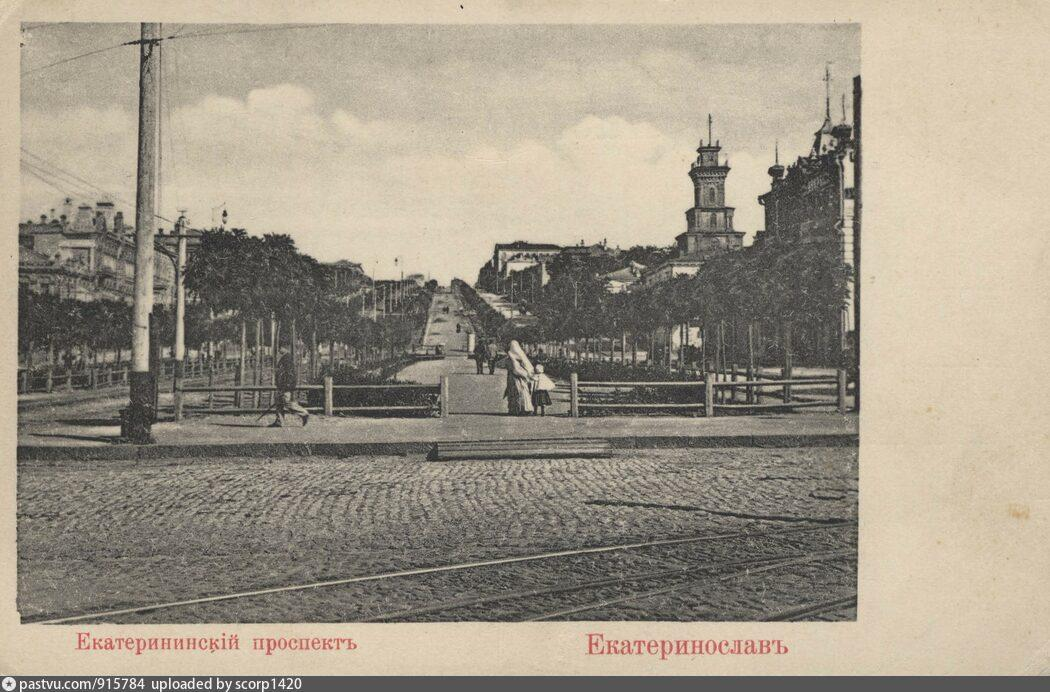 Екатерининскій проспектъ
Екатеринославъ
pastvu.com/915784 uploaded by scorp1420